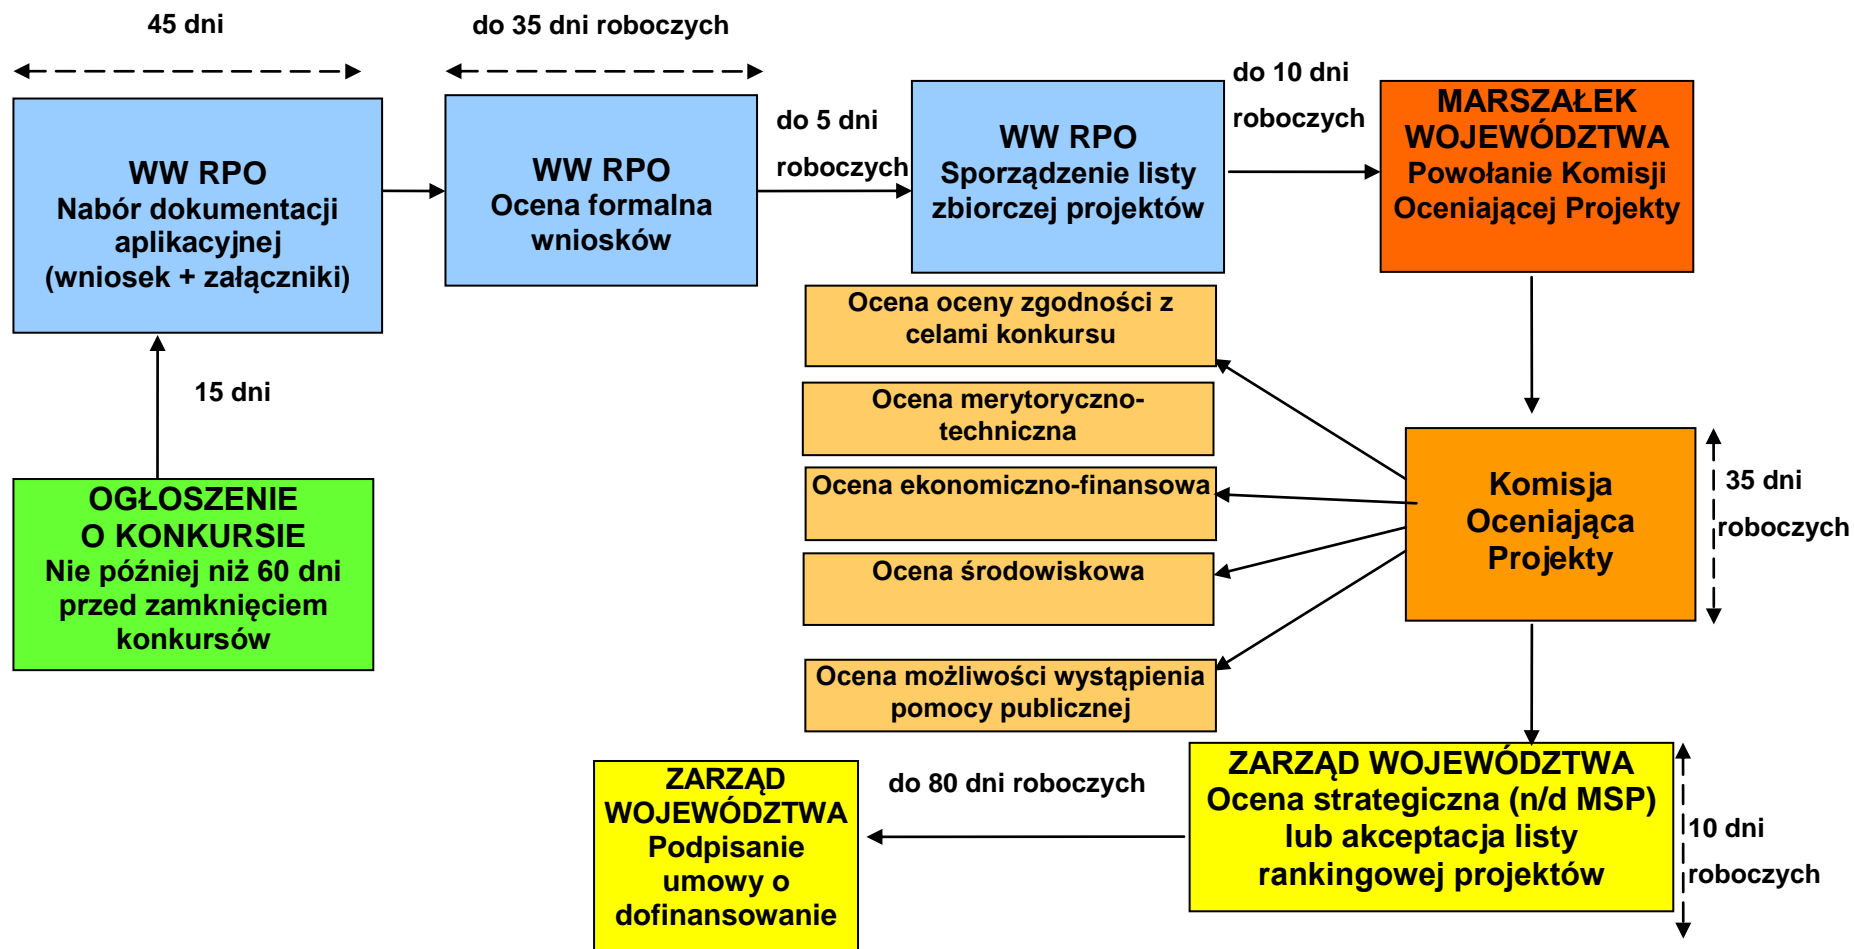 45 dni
do 35 dni roboczych
do 10 dni
roboczych
do 5 dni
roboczych
WW RPO
Nabór dokumentacji
aplikacyjnej
(wniosek + załączniki)
WW RPO
Ocena formalna
wniosków
WW RPO
Sporządzenie listy
zbiorczej projektów
MARSZAŁEK
WOJEWÓDZTWA
Powołanie Komisji
Oceniającej Projekty
15 dni
OGŁOSZENIE
O KONKURSIE
Nie później niż 60 dni
przed zamknięciem
konkursów
Ocena oceny zgodności z
celami konkursu
Ocena merytoryczno-
techniczna
Ocena ekonomiczno-finansowa
Ocena środowiskowa
Ocena możliwości wystąpienia
pomocy publicznej
Komisja
Oceniająca
Projekty
35 dni
roboczych
ZARZĄD WOJEWÓDZTWA
Ocena strategiczna (n/d MSP)
lub akceptacja listy
rankingowej projektów
10 dni
roboczych
do 80 dni roboczych
ZARZĄD
WOJEWÓDZTWA
Podpisanie
umowy o
dofinansowanie